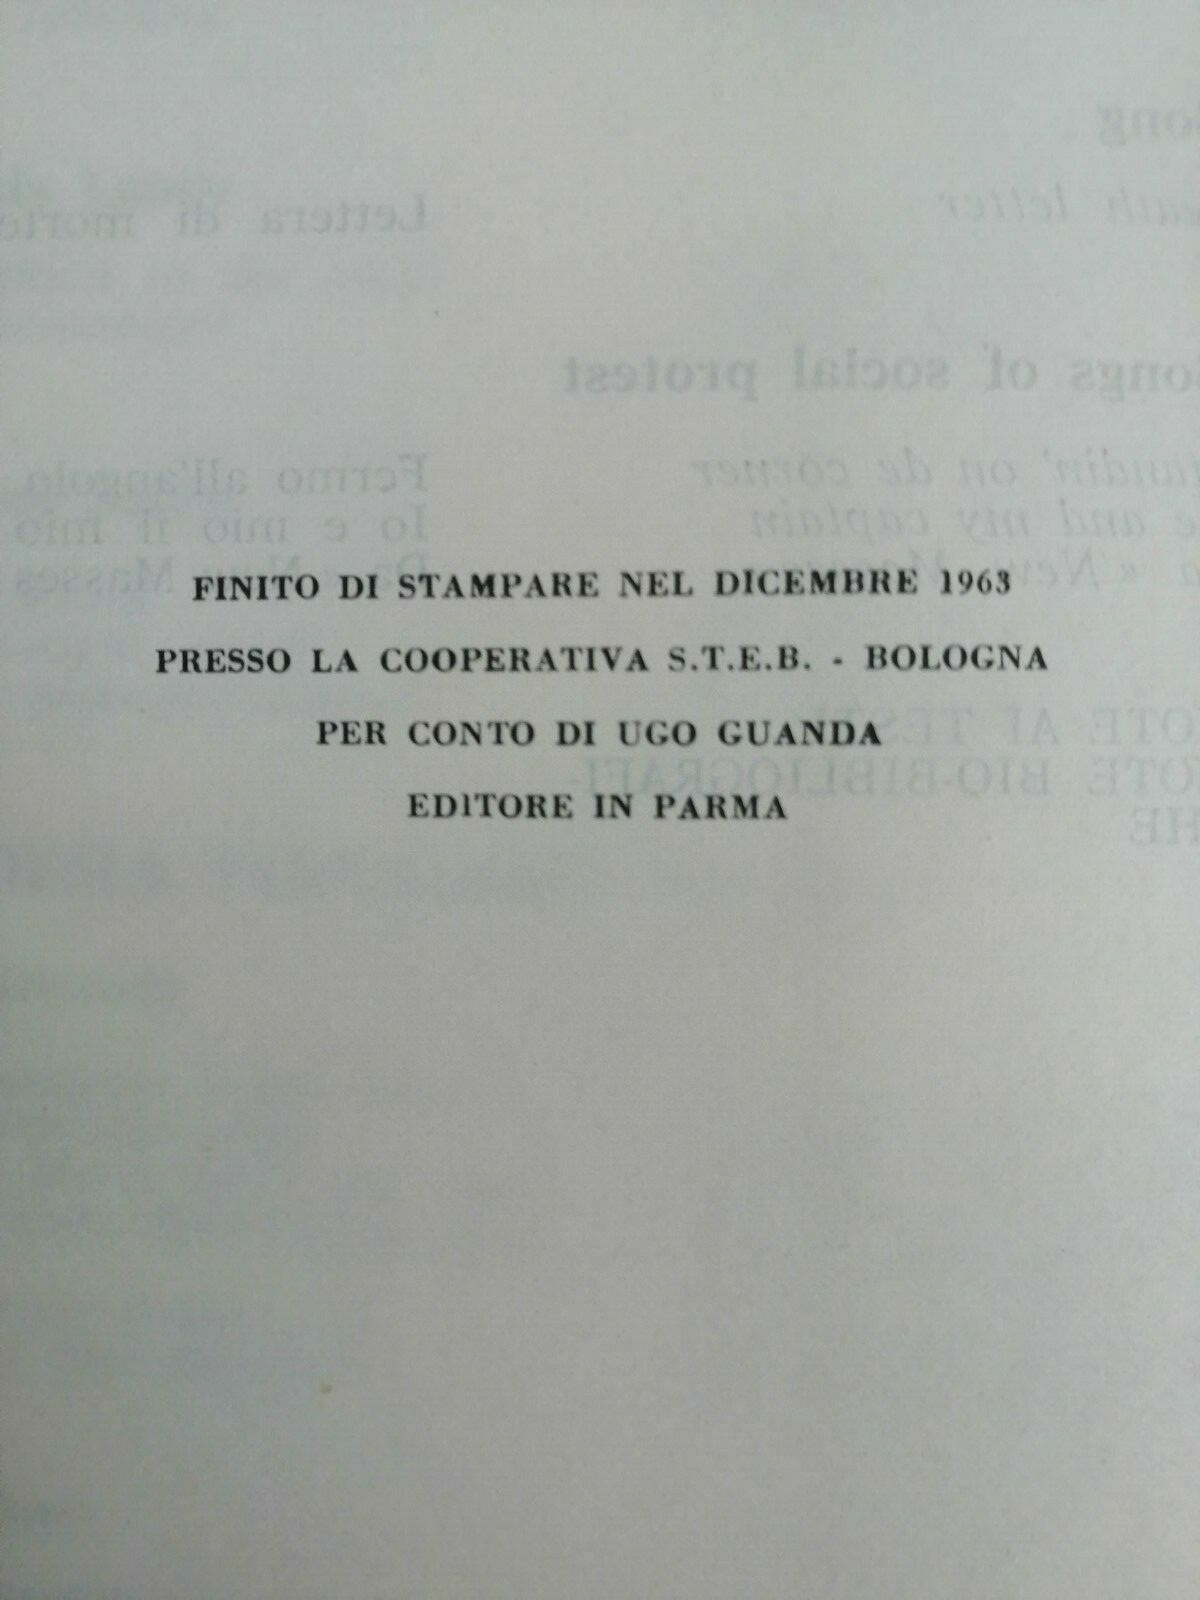 FINITO DI STAMPARE NEL DICEMBRE 1963
PRESSO LA COOPERATIVA S.T.E.B. - BOLOGNA
PER CONTO DI UGO GUANDA
EDITORE IN PARMA